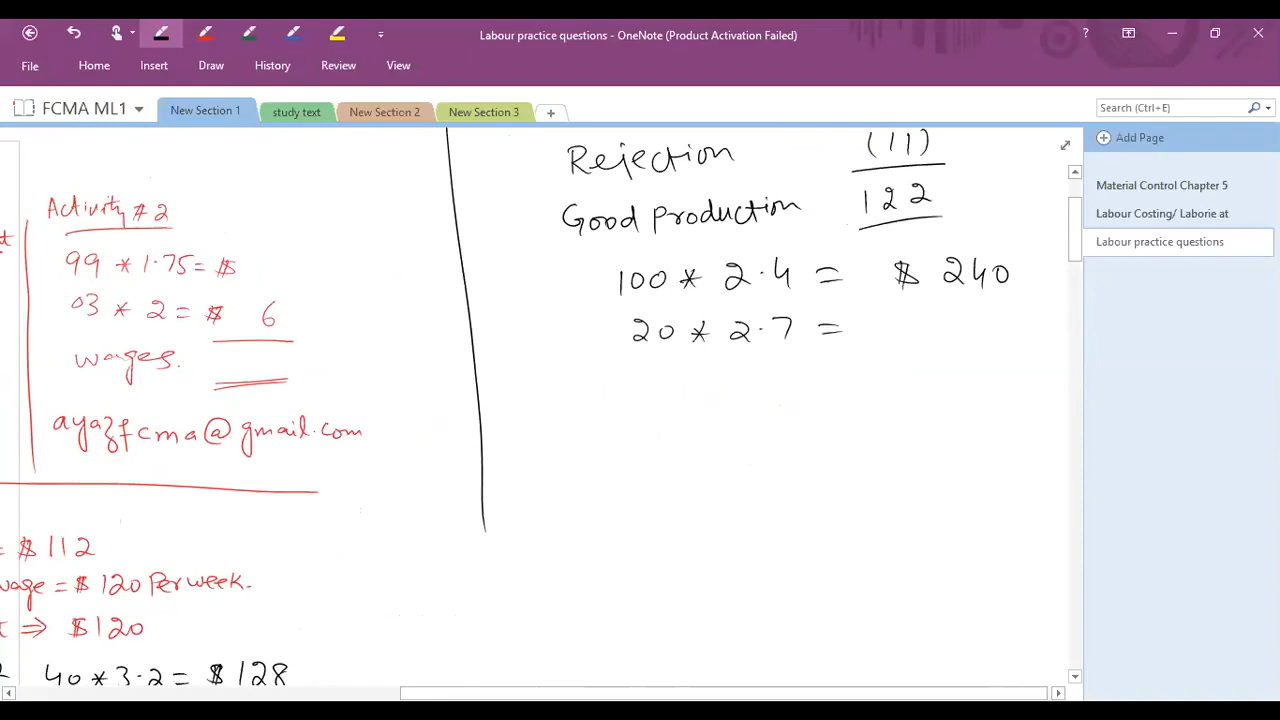 Labour practice questions - OneNote (Product Activation Failed)
?
File Home Insert Draw History Review View
FCMA ML1 New Section 1 study text New Section 2 New Section 3
Search (Ctrl+E)
Add Page
Material Control Chapter 5
Labour Costing/ Laborie at
Labour practice questions
Activity # 2
99 * 1.75 = $
03 * 2 = $ 6
wages.
ayazfcma@gmail.com
= $ 112
wage = $ 120 Per week.
⇒ $120
40 * 3.2 = $ 128
Rejection (11)
Good production 122
100 * 2.4 = $ 240
20 * 2.7 =